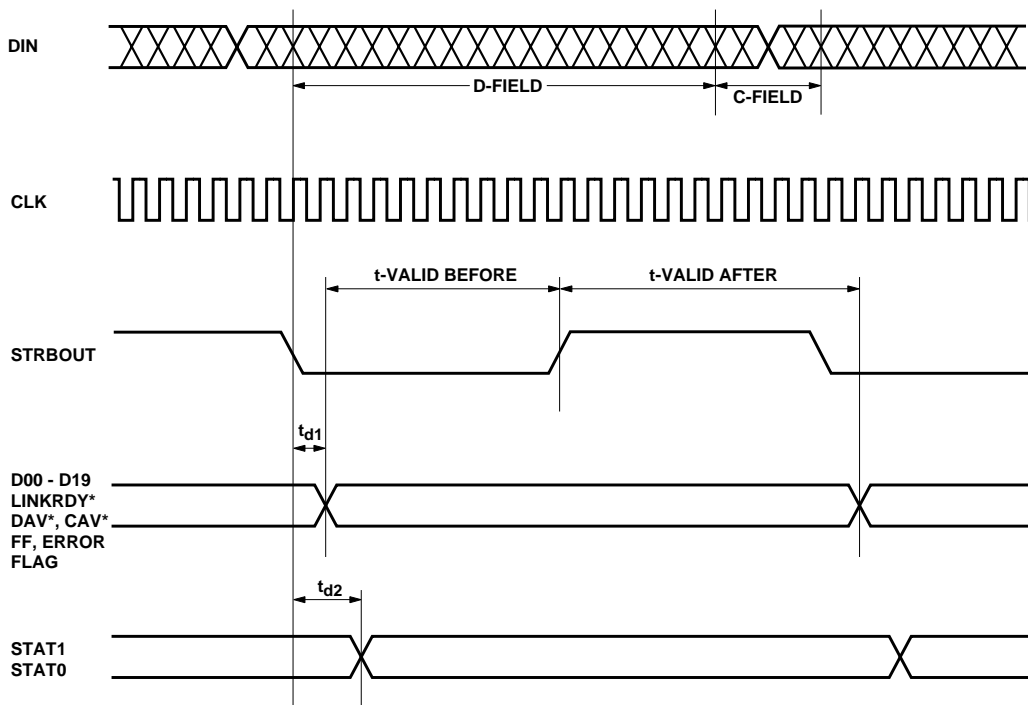 DIN
D-FIELD
C-FIELD
CLK
t-VALID BEFORE
t-VALID AFTER
STRBOUT
td1
D00 - D19
LINKRDY*
DAV*, CAV*
FF, ERROR
FLAG
td2
STAT1
STAT0